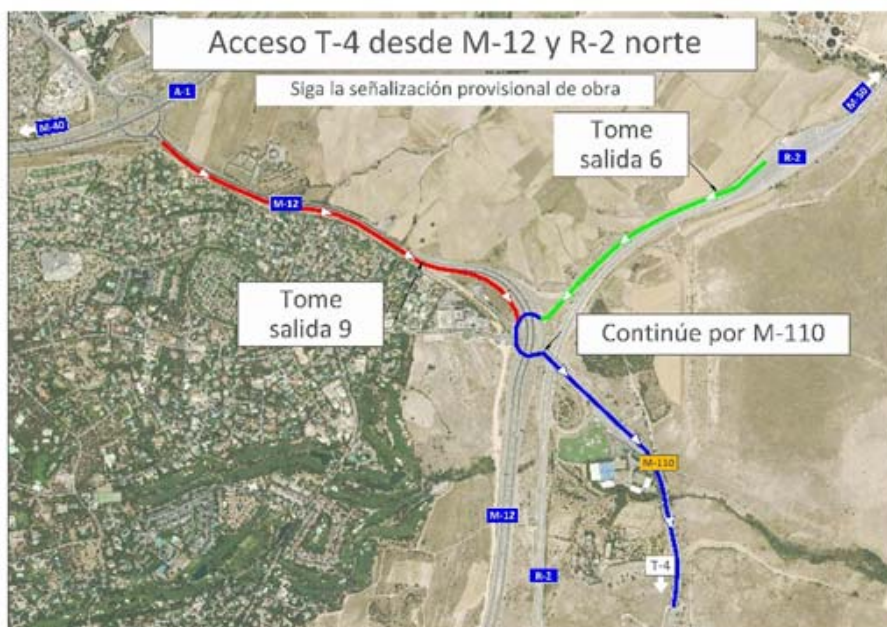 Acceso T-4 desde M-12 y R-2 norte
Siga la señalización provisional de obra
A-1
M-40
M-50
Tome
salida 6
R-2
M-12
Tome
salida 9
Continúe por M-110
M-110
M-12
T-4
R-2